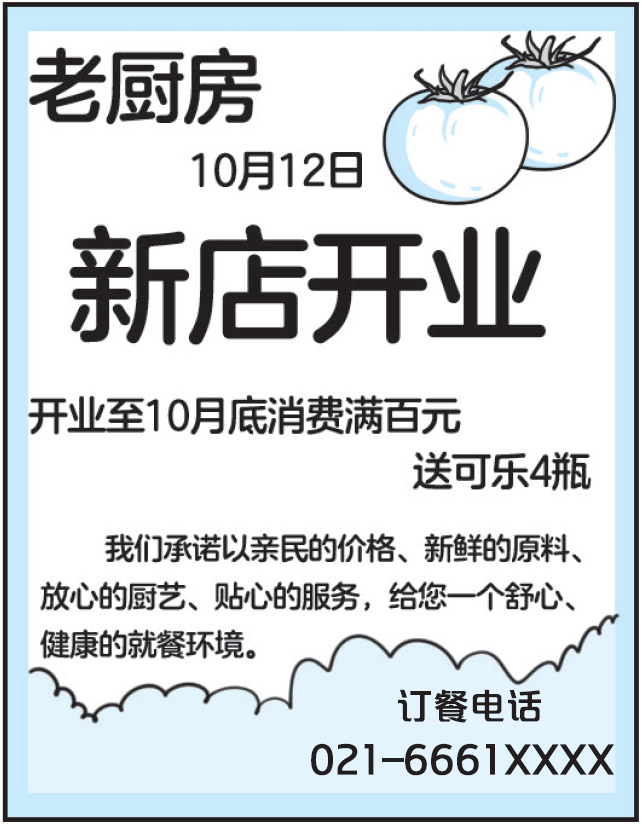 老厨房
10月12日
新店开业
开业至10月底消费满百元
送可乐4瓶
我们承诺以亲民的价格、新鲜的原料、
放心的厨艺、贴心的服务，给您一个舒心、
健康的就餐环境。
订餐电话
021-6661XXXX